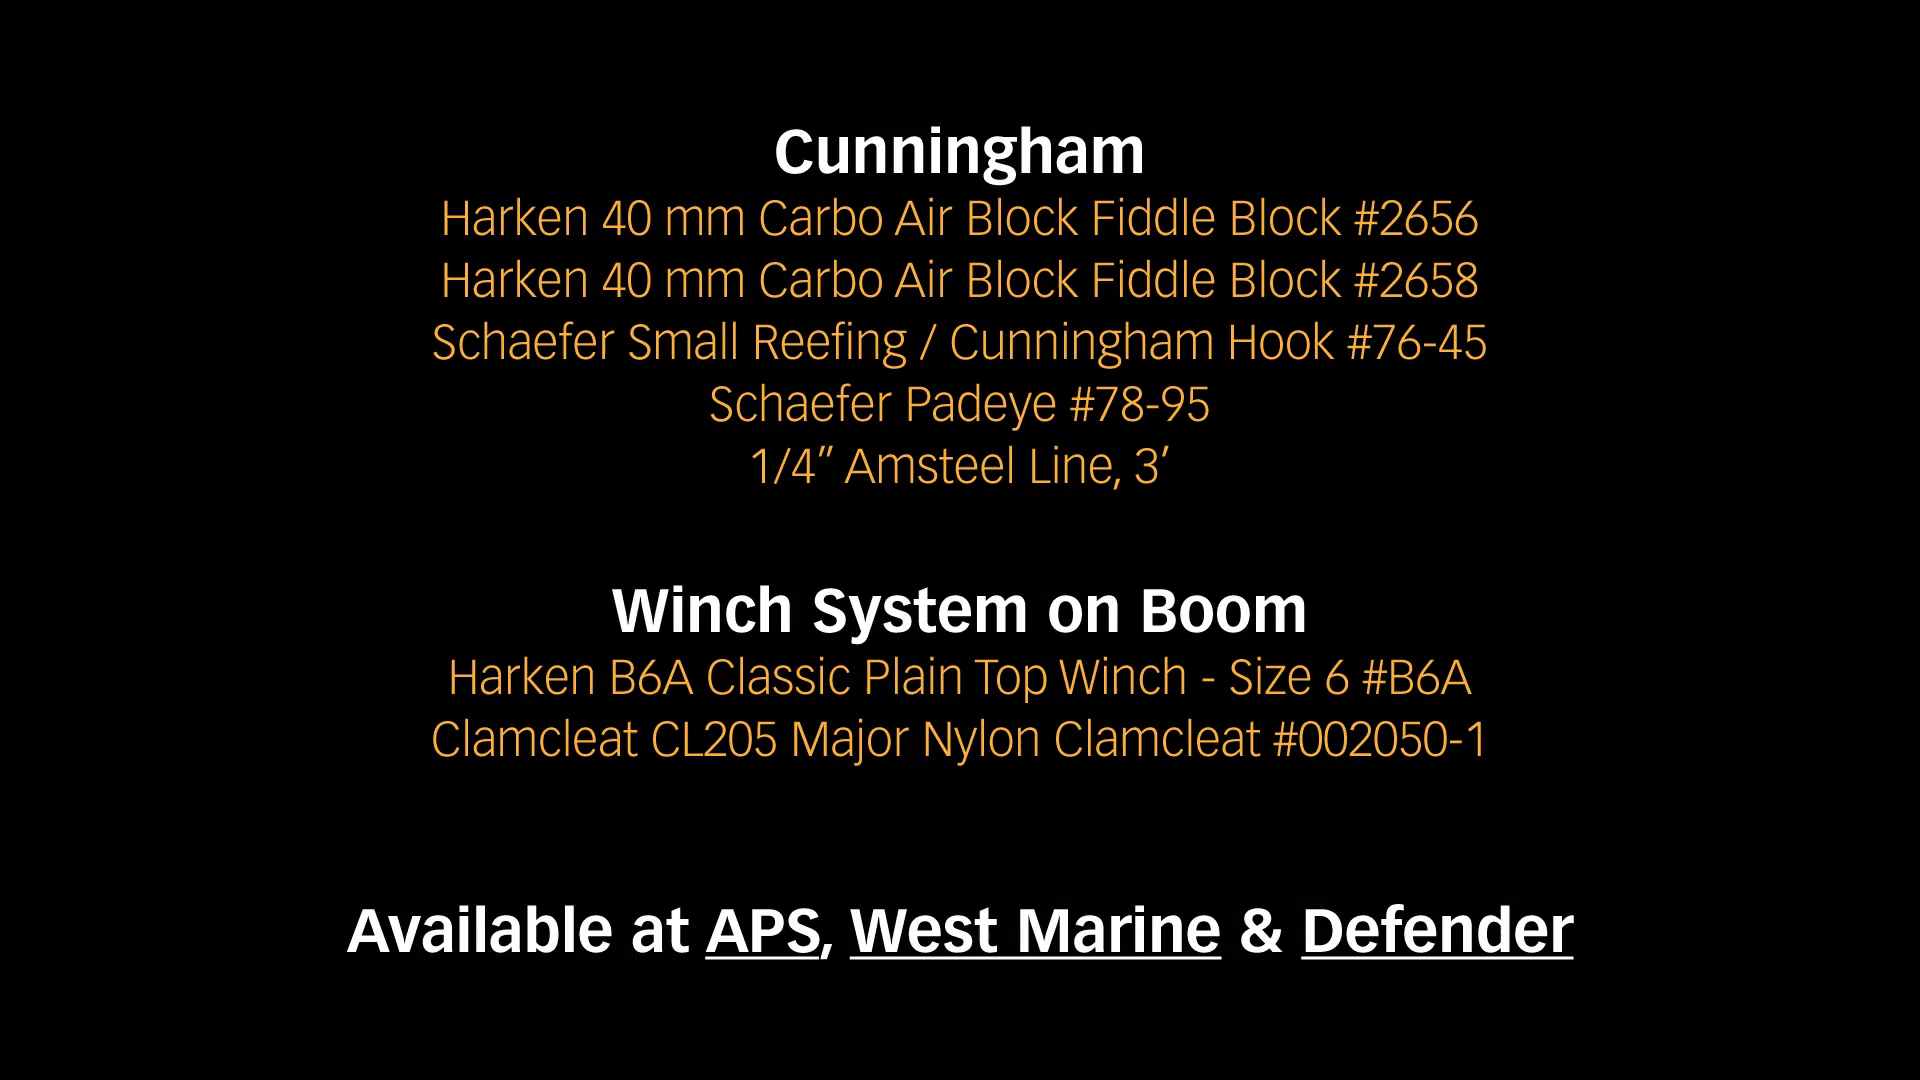 Cunningham
Harken 40 mm Carbo Air Block Fiddle Block #2656
Harken 40 mm Carbo Air Block Fiddle Block #2658
Schaefer Small Reefing / Cunningham Hook #76-45
Schaefer Padeye #78-95
1/4” Amsteel Line, 3’
Winch System on Boom
Harken B6A Classic Plain Top Winch - Size 6 #B6A
Clamcleat CL205 Major Nylon Clamcleat #002050-1
Available at APS, West Marine & Defender